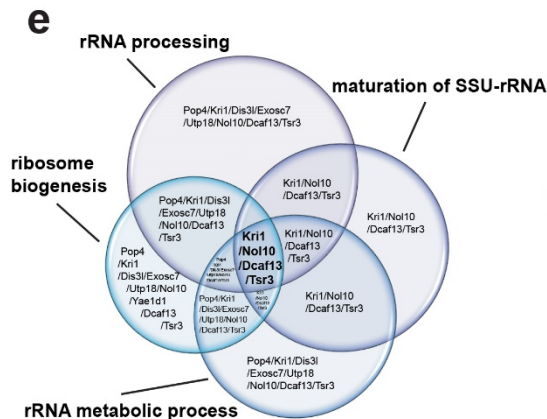 e
rRNA processing
maturation of SSU-rRNA
Pop4/Kri1/Dis3l/Exosc7
/Utp18/Nol10/Dcaf13/Tsr3
ribosome
biogenesis
Kri1/Nol10
/Dcaf13/Tsr3
Pop4/Kri1/Dis3l
/Exosc7/Utp18
/Nol10/Dcaf13
/Tsr3
Kri1/Nol10
/Dcaf13/Tsr3
Kri1
/Nol10
/Dcaf13
/Tsr3
Kri1/Nol10
/Dcaf13
/Tsr3
Pop4
/Kri1
/Dis3l/Exosc7
/Utp18/Nol10
/Yae1d1
/Dcaf13
/Tsr3
Pop4/Kri1
/Dis3l/Exosc7
/Utp18/Nol10
/Dcaf13/Tsr3
Kri1/Nol10
/Dcaf13/Tsr3
Pop4/Kri1/Dis3l
/Exosc7/Utp18
/Nol10/Dcaf13/Tsr3
rRNA metabolic process